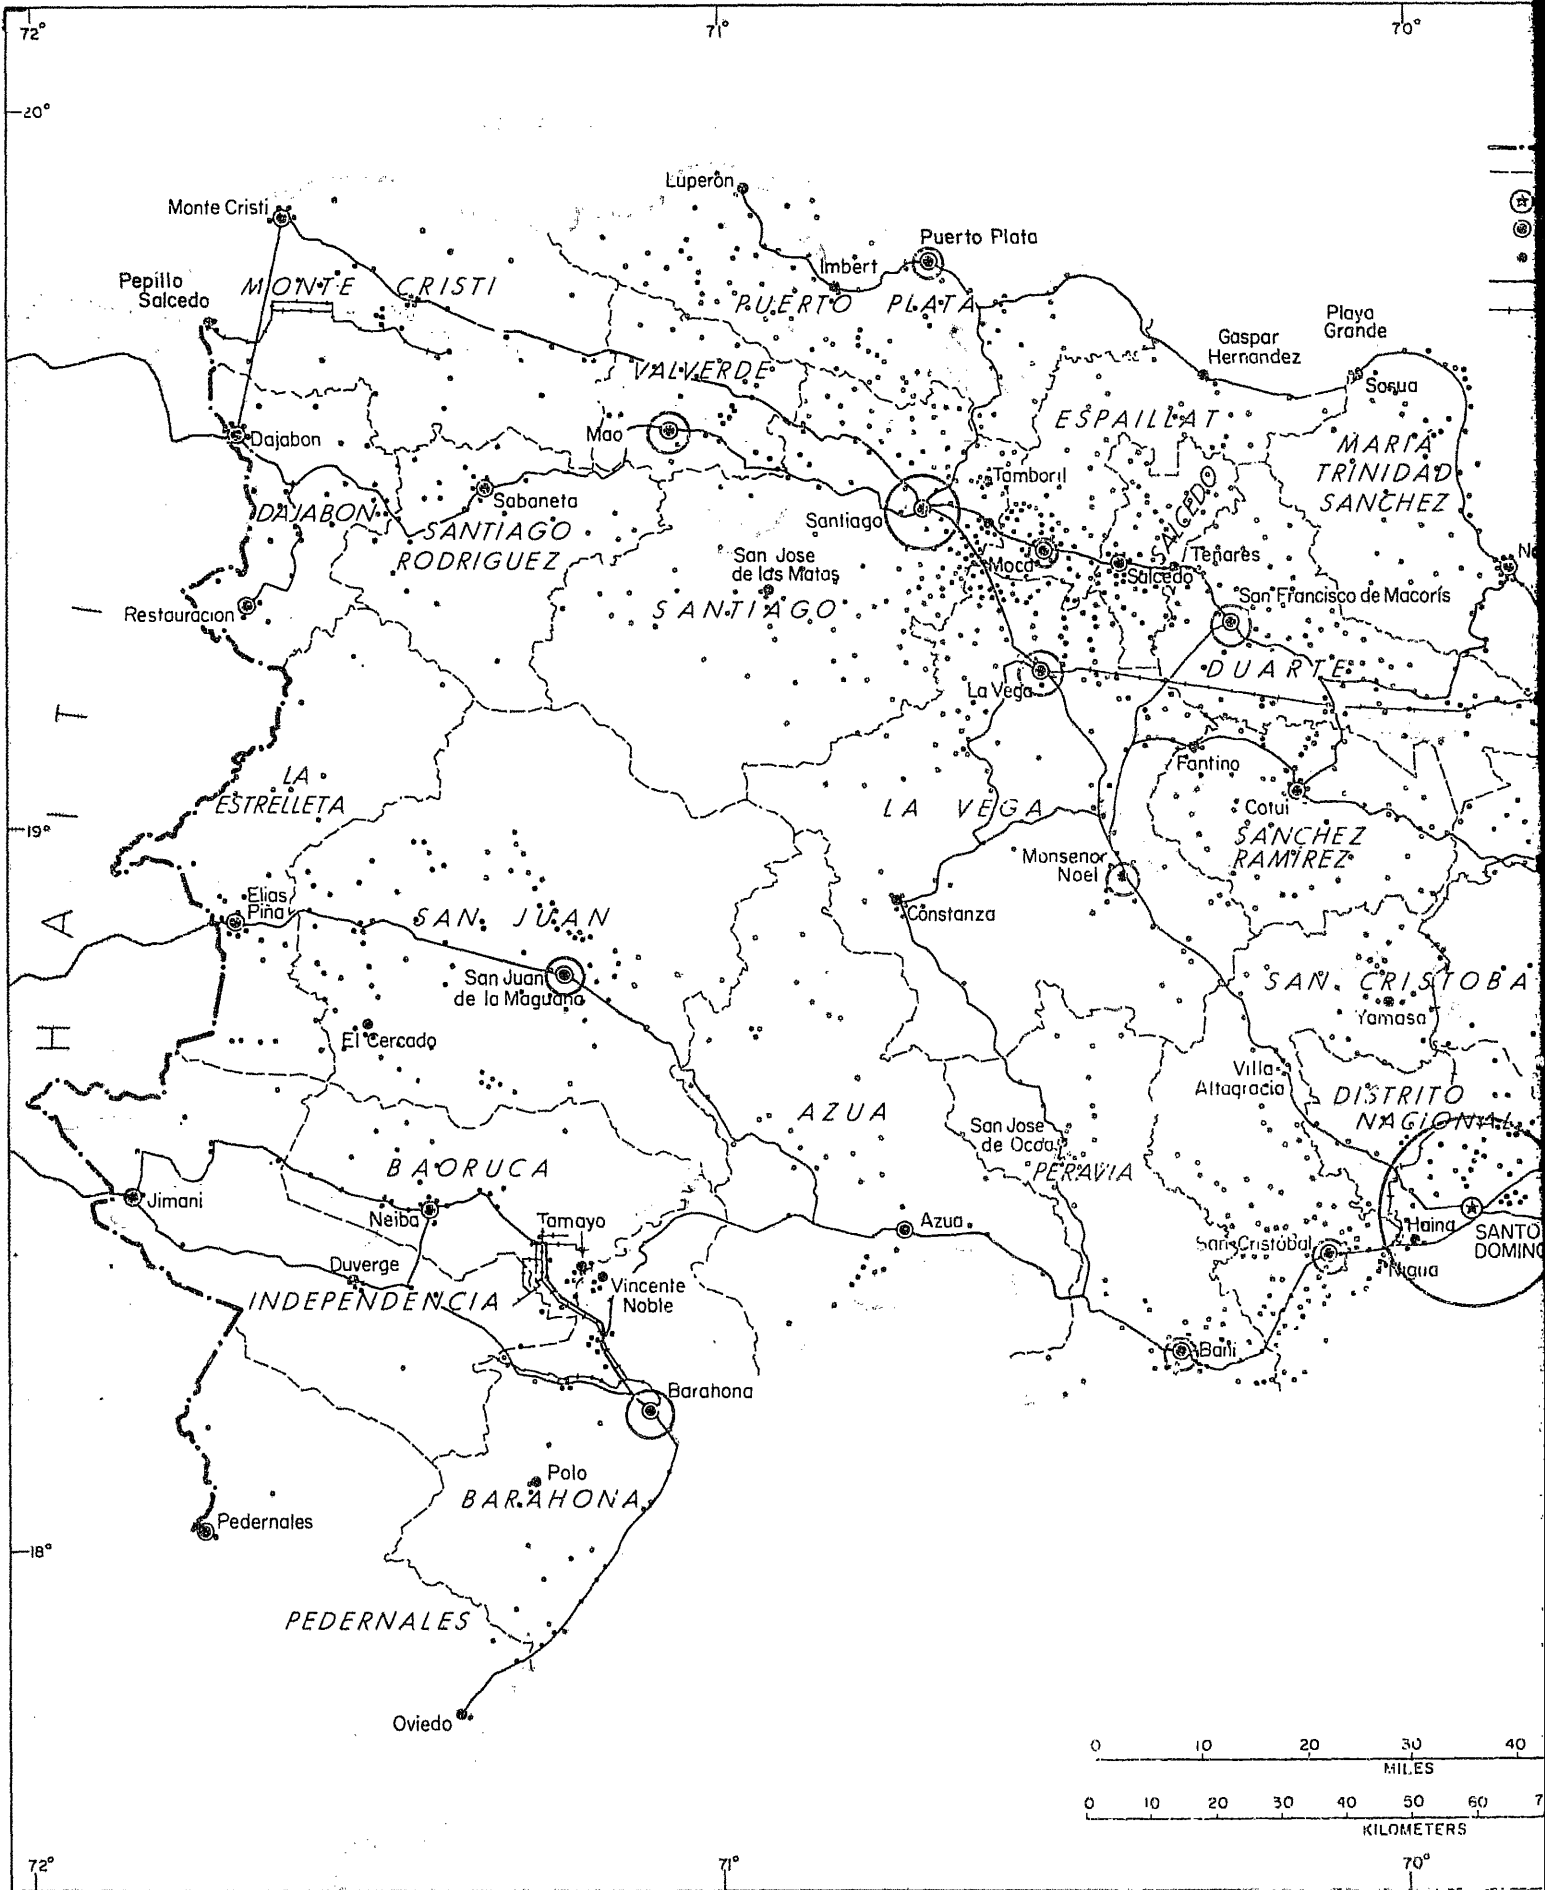 72°
71°
70°
20°
Luperón
Monte Cristi
Puerto Plata
Imbert
Pepillo
Salcedo
MONTE CRISTI
PUERTO PLATA
Playa
Grande
Gaspar
Hernandez
VALVERDE
Sosua
ESPAILLAT
Mao
Dajabon
MARIA
TRINIDAD
SANCHEZ
Tamboril
Sabaneta
SALCEDO
DAJABON
Santiago
SANTIAGO
RODRIGUEZ
San Jose
de las Matas
Moca
Salcedo
Tenares
Restauracion
SANTIAGO
San Francisco de Macorís
DUARTE
La Vega
HAITI
Fantino
LA
ESTRELLETA
LA VEGA
Cotui
19°
SANCHEZ
RAMIREZ
Monsenor
Noel
Elias
Piña
SAN JUAN
Constanza
San Juan
de la Maguana
SAN CRISTOBA
Yamasa
El Cercado
Villa
Altagracia
DISTRITO
NACIONAL
AZUA
San Jose
de Ocoa
PERAVIA
BAORUCA
Jimani
Neiba
Tamayo
Azua
Haina
SANTO
DOMING
San Cristóbal
Nigua
Duverge
Vincente
Noble
INDEPENDENCIA
Bani
Barahona
Polo
BARAHONA
Pedernales
18°
PEDERNALES
Oviedo
0 10 20 30 40
MILES
0 10 20 30 40 50 60 7
KILOMETERS
72°
71°
70°